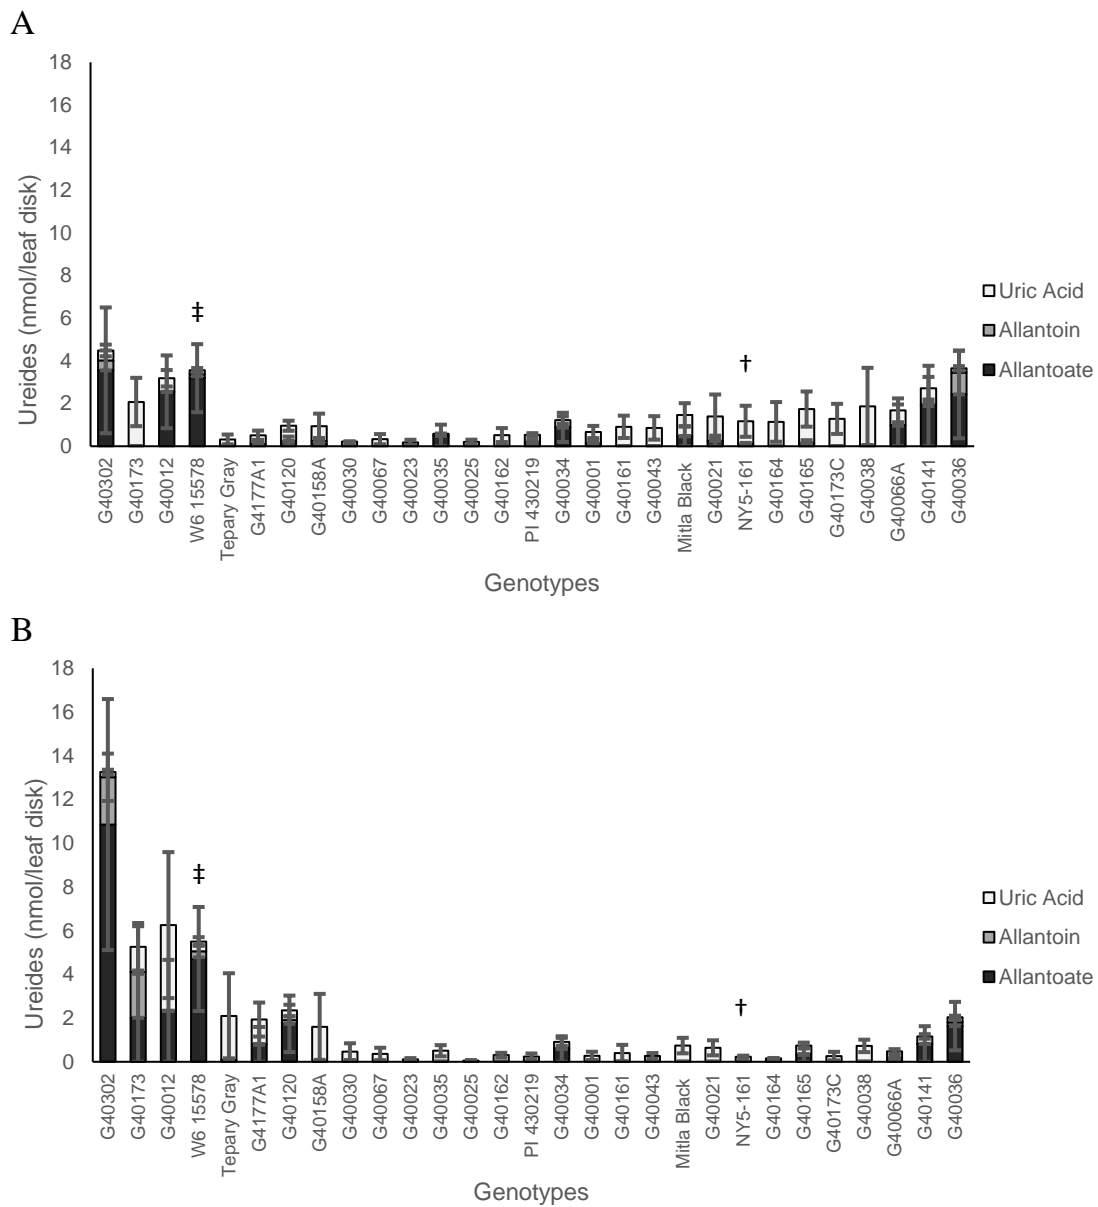 A
18
16
14
12
10
8
6
4
2
0
Ureides (nmol/leaf disk)
‡
†
Uric Acid
Allantoin
Allantoate
G40302
G40173
G40012
W6 15578
Tepary Gray
G4177A1
G40120
G40158A
G40030
G40067
G40023
G40035
G40025
G40162
PI 430219
G40034
G40001
G40161
G40043
Mitla Black
G40021
NY5-161
G40164
G40165
G40173C
G40038
G40066A
G40141
G40036
Genotypes
B
18
16
14
12
10
8
6
4
2
0
Ureides (nmol/leaf disk)
‡
†
Uric Acid
Allantoin
Allantoate
G40302
G40173
G40012
W6 15578
Tepary Gray
G4177A1
G40120
G40158A
G40030
G40067
G40023
G40035
G40025
G40162
PI 430219
G40034
G40001
G40161
G40043
Mitla Black
G40021
NY5-161
G40164
G40165
G40173C
G40038
G40066A
G40141
G40036
Genotypes